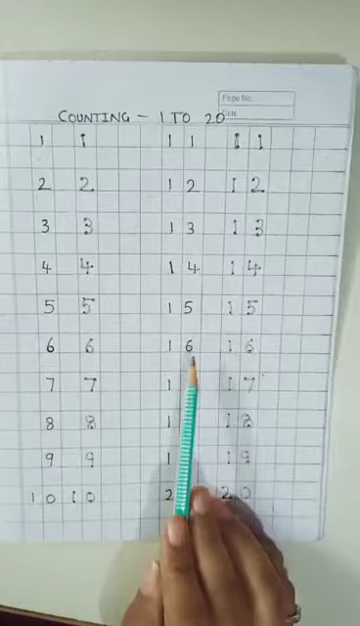 Page No.
Date
COUNTING - 1 TO 20
1 1 11 11
2 2 12 12
3 3 13 13
4 4 14 14
5 5 15 15
6 6 16 16
7 7 1 17
8 8 1 18
9 9 1 19
10 10 2 20